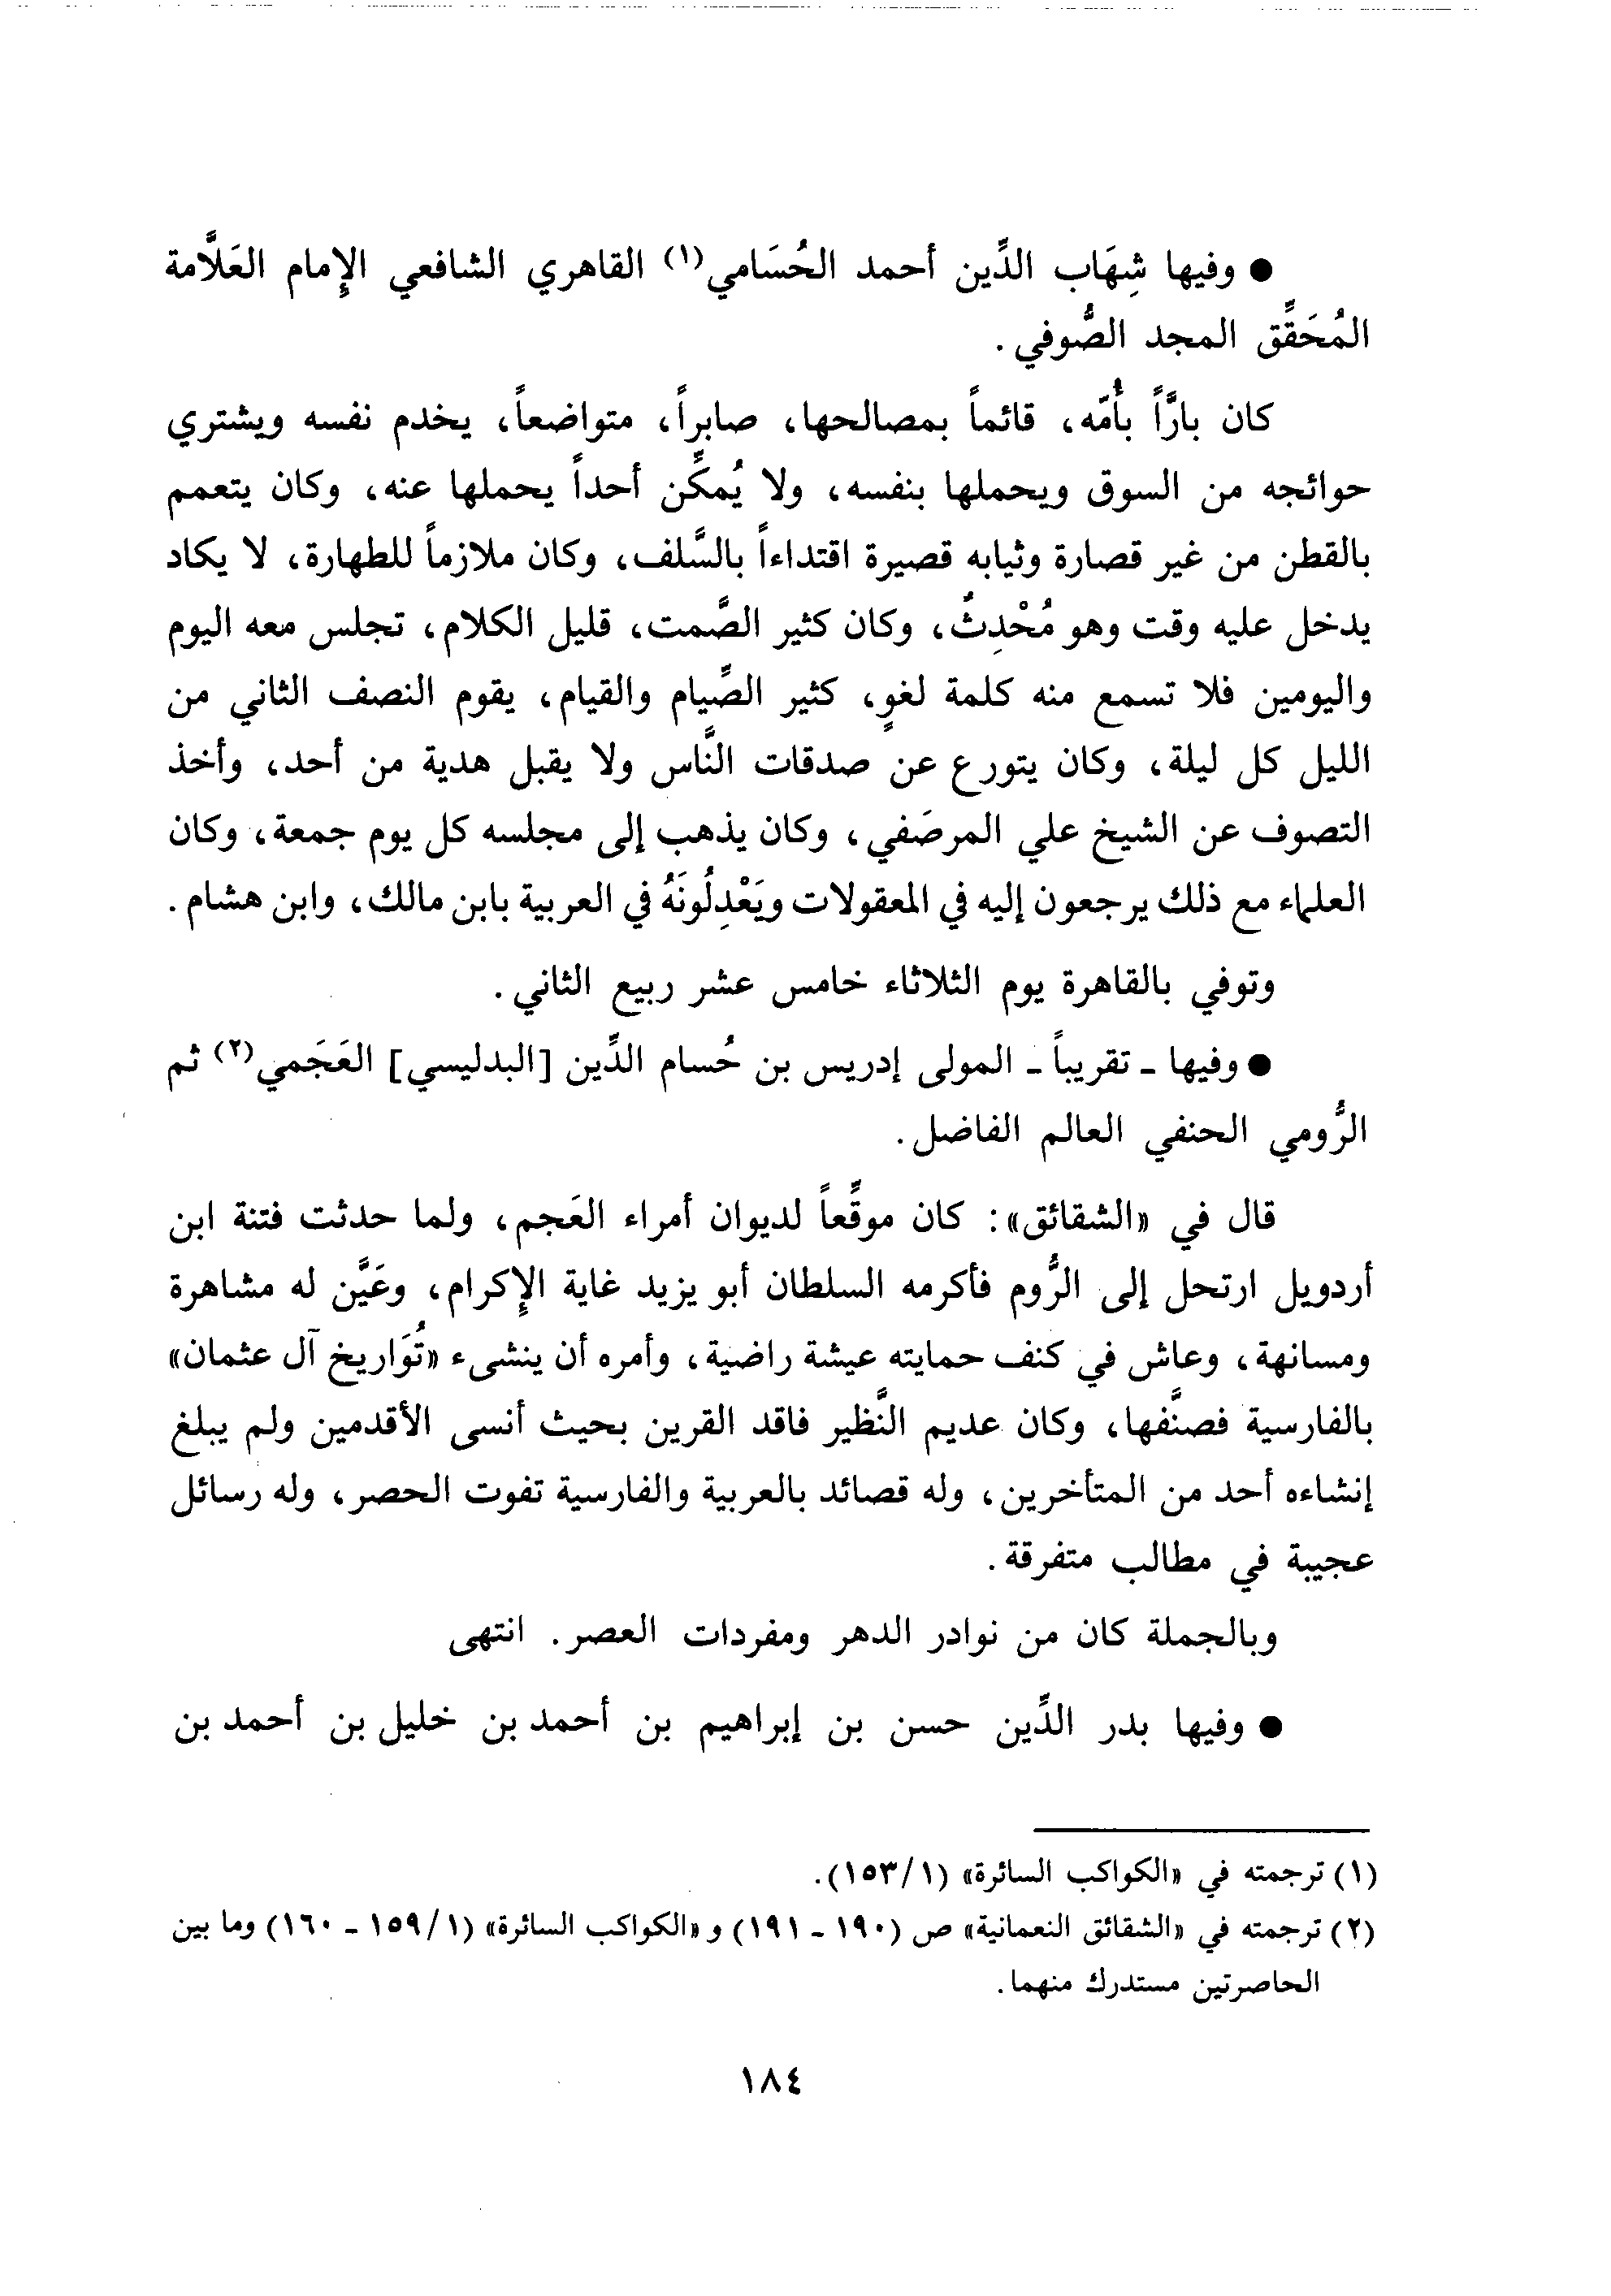 ● وفيها شِهَاب الدِّين أحمد الحُسَامي(١) القاهري الشافعي الإِمام العَلَّامة
المُحَقِّق المجد الصُّوفي.
كان بارَّاً بأُمّه، قائماً بمصالحها، صابراً، متواضعاً، يخدم نفسه ويشتري
حوائجه من السوق ويحملها بنفسه، ولا يُمكِّن أحداً يحملها عنه، وكان يتعمم
بالقطن من غير قصارة وثيابه قصيرة اقتداءاً بالسَّلف، وكان ملازماً للطهارة، لا يكاد
يدخل عليه وقت وهو مُحْدِثُ، وكان كثير الصَّمت، قليل الكلام، تجلس معه اليوم
واليومين فلا تسمع منه كلمة لغوٍ، كثير الصِّيام والقيام، يقوم النصف الثاني من
الليل كل ليلة، وكان يتورع عن صدقات النَّاس ولا يقبل هدية من أحد، وأخذ
التصوف عن الشيخ علي المرصَفي، وكان يذهب إلى مجلسه كل يوم جمعة، وكان
العلماء مع ذلك يرجعون إليه في المعقولات ويَعْدِلُونَهُ في العربية بابن مالك، وابن هشام.
وتوفي بالقاهرة يوم الثلاثاء خامس عشر ربيع الثاني.
● وفيها ـ تقريباً ـ المولى إدريس بن حُسام الدِّين [البدليسي] العَجَمي(٢) ثم
الرُّومي الحنفي العالم الفاضل.
قال في «الشقائق»: كان موقِّعاً لديوان أمراء العَجم، ولما حدثت فتنة ابن
أردويل ارتحل إلى الرُّوم فأكرمه السلطان أبو يزيد غاية الإِكرام، وعَيَّن له مشاهرة
ومسانهة، وعاش في كنف حمايته عيشة راضية، وأمره أن ينشىء «تُوَاريخ آل عثمان»
بالفارسية فصنَّفها، وكان عديم النَّظير فاقد القرين بحيث أنسى الأقدمين ولم يبلغ
إنشاءه أحد من المتأخرين، وله قصائد بالعربية والفارسية تفوت الحصر، وله رسائل
عجيبة في مطالب متفرقة.
وبالجملة كان من نوادر الدهر ومفردات العصر. انتهى
● وفيها بدر الدِّين حسن بن إبراهيم بن أحمد بن خليل بن أحمد بن
(١) ترجمته في «الكواكب السائرة» (١/ ١٥٣).
(٢) ترجمته في «الشقائق النعمانية» ص (١٩٠ ـ ١٩١) و «الكواكب السائرة» (١/ ١٥٩ ـ ١٦٠) وما بين
الحاصرتين مستدرك منهما.
١٨٤